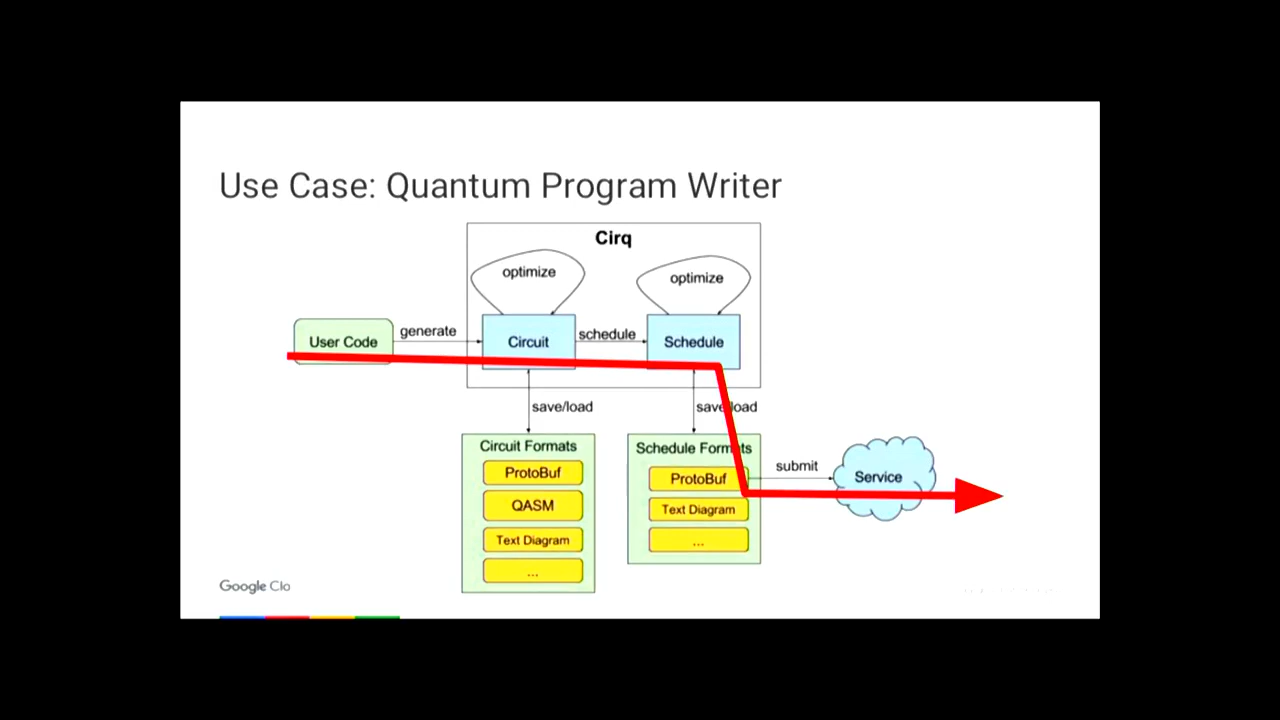 Use Case: Quantum Program Writer
Cirq
optimize
optimize
User Code
generate
Circuit
schedule
Schedule
save/load
save/load
Circuit Formats
ProtoBuf
QASM
Text Diagram
...
Schedule Formats
ProtoBuf
Text Diagram
...
submit
Service
Google Clo